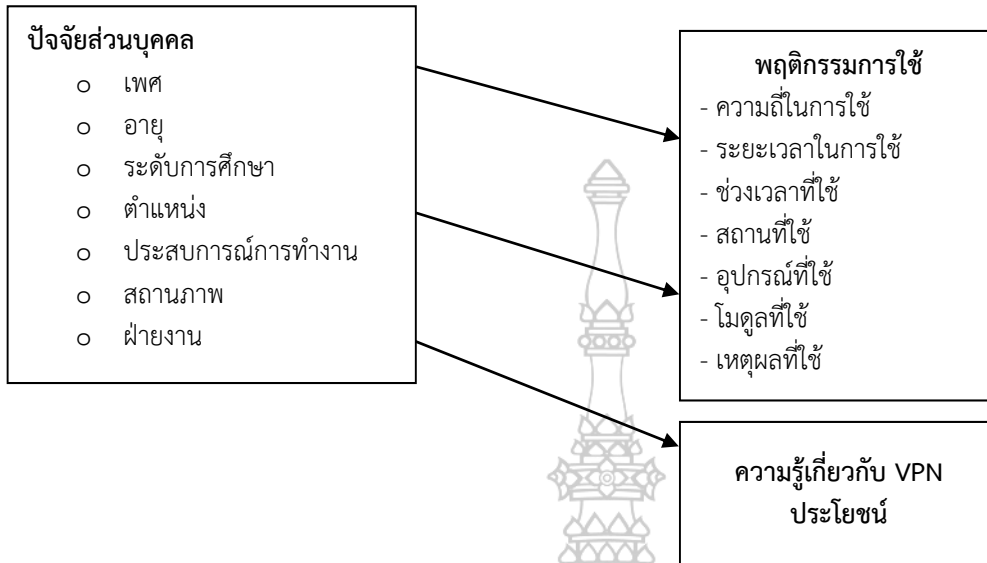 ปัจจัยส่วนบุคคล
o เพศ
o อายุ
o ระดับการศึกษา
o ตำแหน่ง
o ประสบการณ์การทำงาน
o สถานภาพ
o ฝ่ายงาน
พฤติกรรมการใช้
- ความถี่ในการใช้
- ระยะเวลาในการใช้
- ช่วงเวลาที่ใช้
- สถานที่ใช้
- อุปกรณ์ที่ใช้
- โมดูลที่ใช้
- เหตุผลที่ใช้
ความรู้เกี่ยวกับ VPN
ประโยชน์